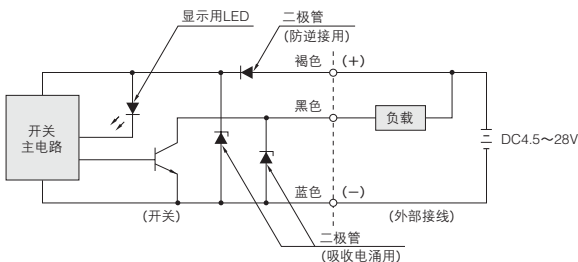 显示用LED
二极管
(防逆接用)
褐色 (+)
黑色
负载
开关
主电路
DC4.5～28V
蓝色 (−)
(开关)
(外部接线)
二极管
(吸收电涌用)